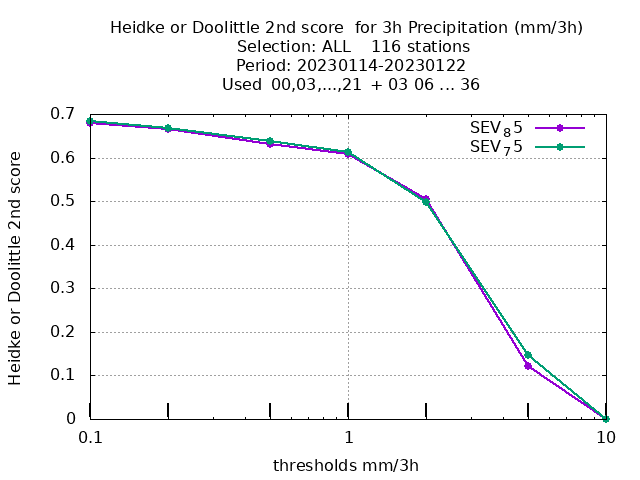 Heidke or Doolittle 2nd score  for 3h Precipitation (mm/3h)
Selection: ALL    116 stations
Period: 20230114-20230122
Used  00,03,...,21  + 03 06 ... 36
0.7
0.6
0.5
0.4
0.3
0.2
0.1
0
Heidke or Doolittle 2nd score
SEV₈5
SEV₇5
0.1
1
10
thresholds mm/3h